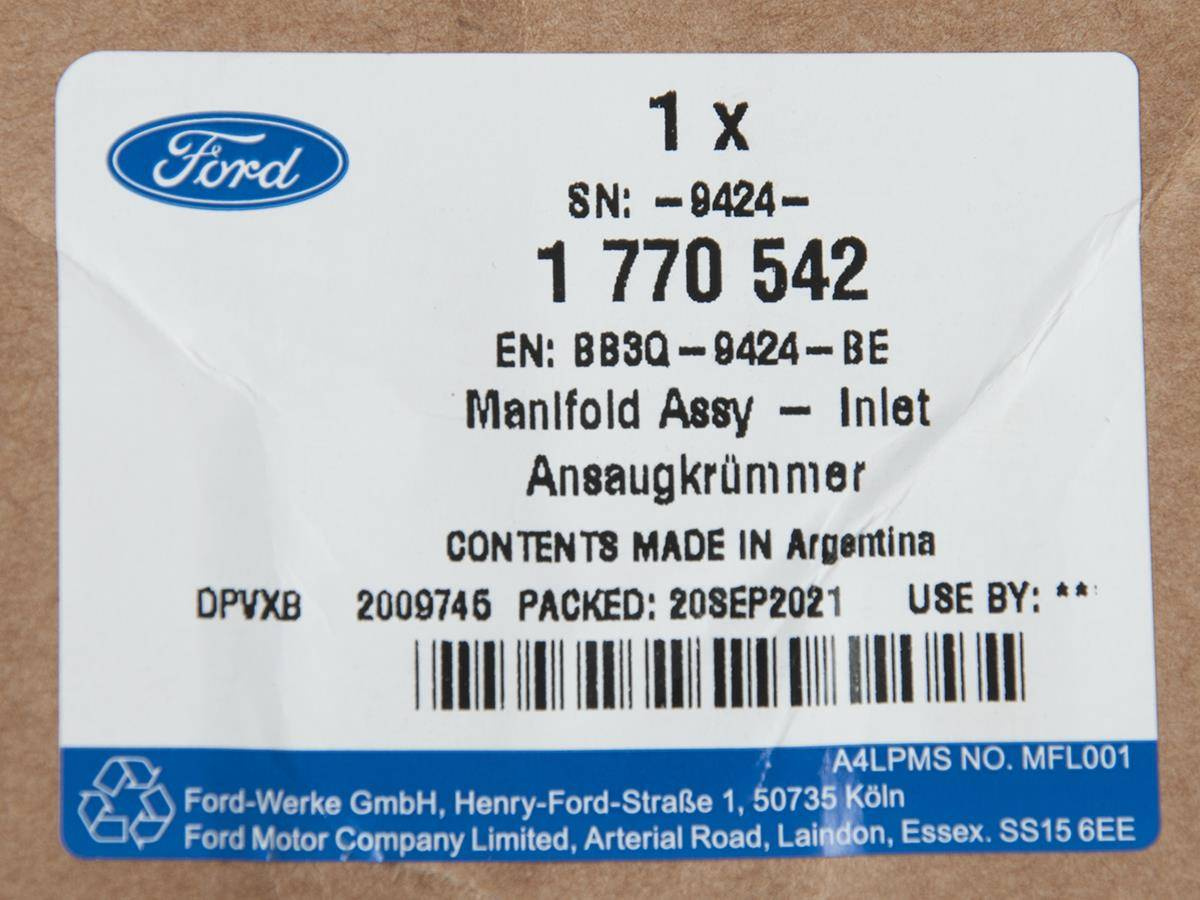 Ford
1 x
SN: -9424-
1 770 542
EN: BB3Q-9424-BE
Manifold Assy - Inlet
Ansaugkrümmer
CONTENTS MADE IN Argentina
DPVXB 2009746 PACKED: 20SEP2021 USE BY: **
A4LPMS NO. MFL001
Ford-Werke GmbH, Henry-Ford-Straße 1, 50735 Köln
Ford Motor Company Limited, Arterial Road, Laindon, Essex. SS15 6EE